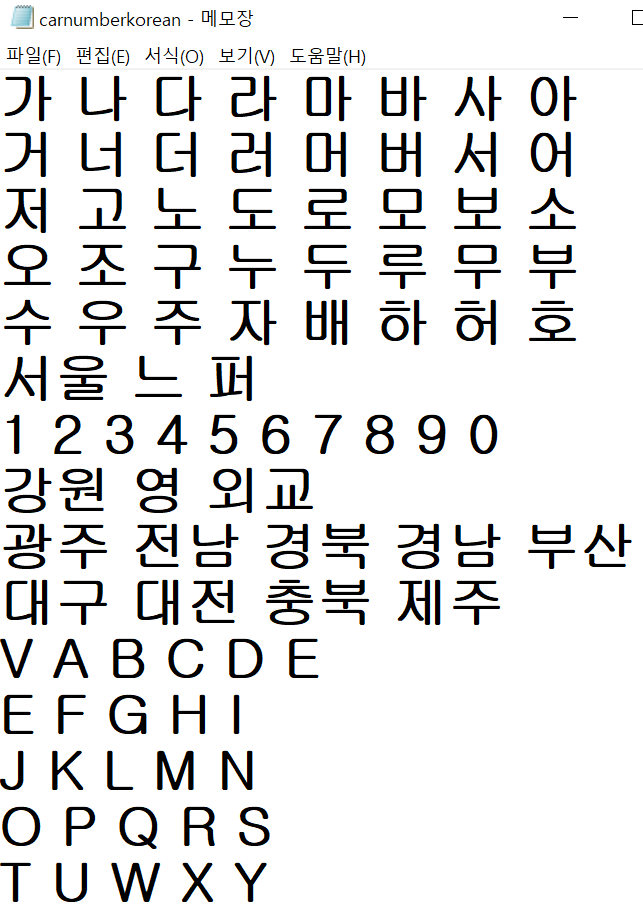 carnumberkorean - 메모장
파일(F) 편집(E) 서식(O) 보기(V) 도움말(H)
가 나 다 라 마 바 사 아
거 너 더 러 머 버 서 어
저 고 노 도 로 모 보 소
오 조 구 누 두 루 무 부
수 우 주 자 배 하 허 호
서울 느 퍼
1 2 3 4 5 6 7 8 9 0
강원 영 외교
광주 전남 경북 경남 부산
대구 대전 충북 제주
V A B C D E
E F G H I
J K L M N
O P Q R S
T U W X Y